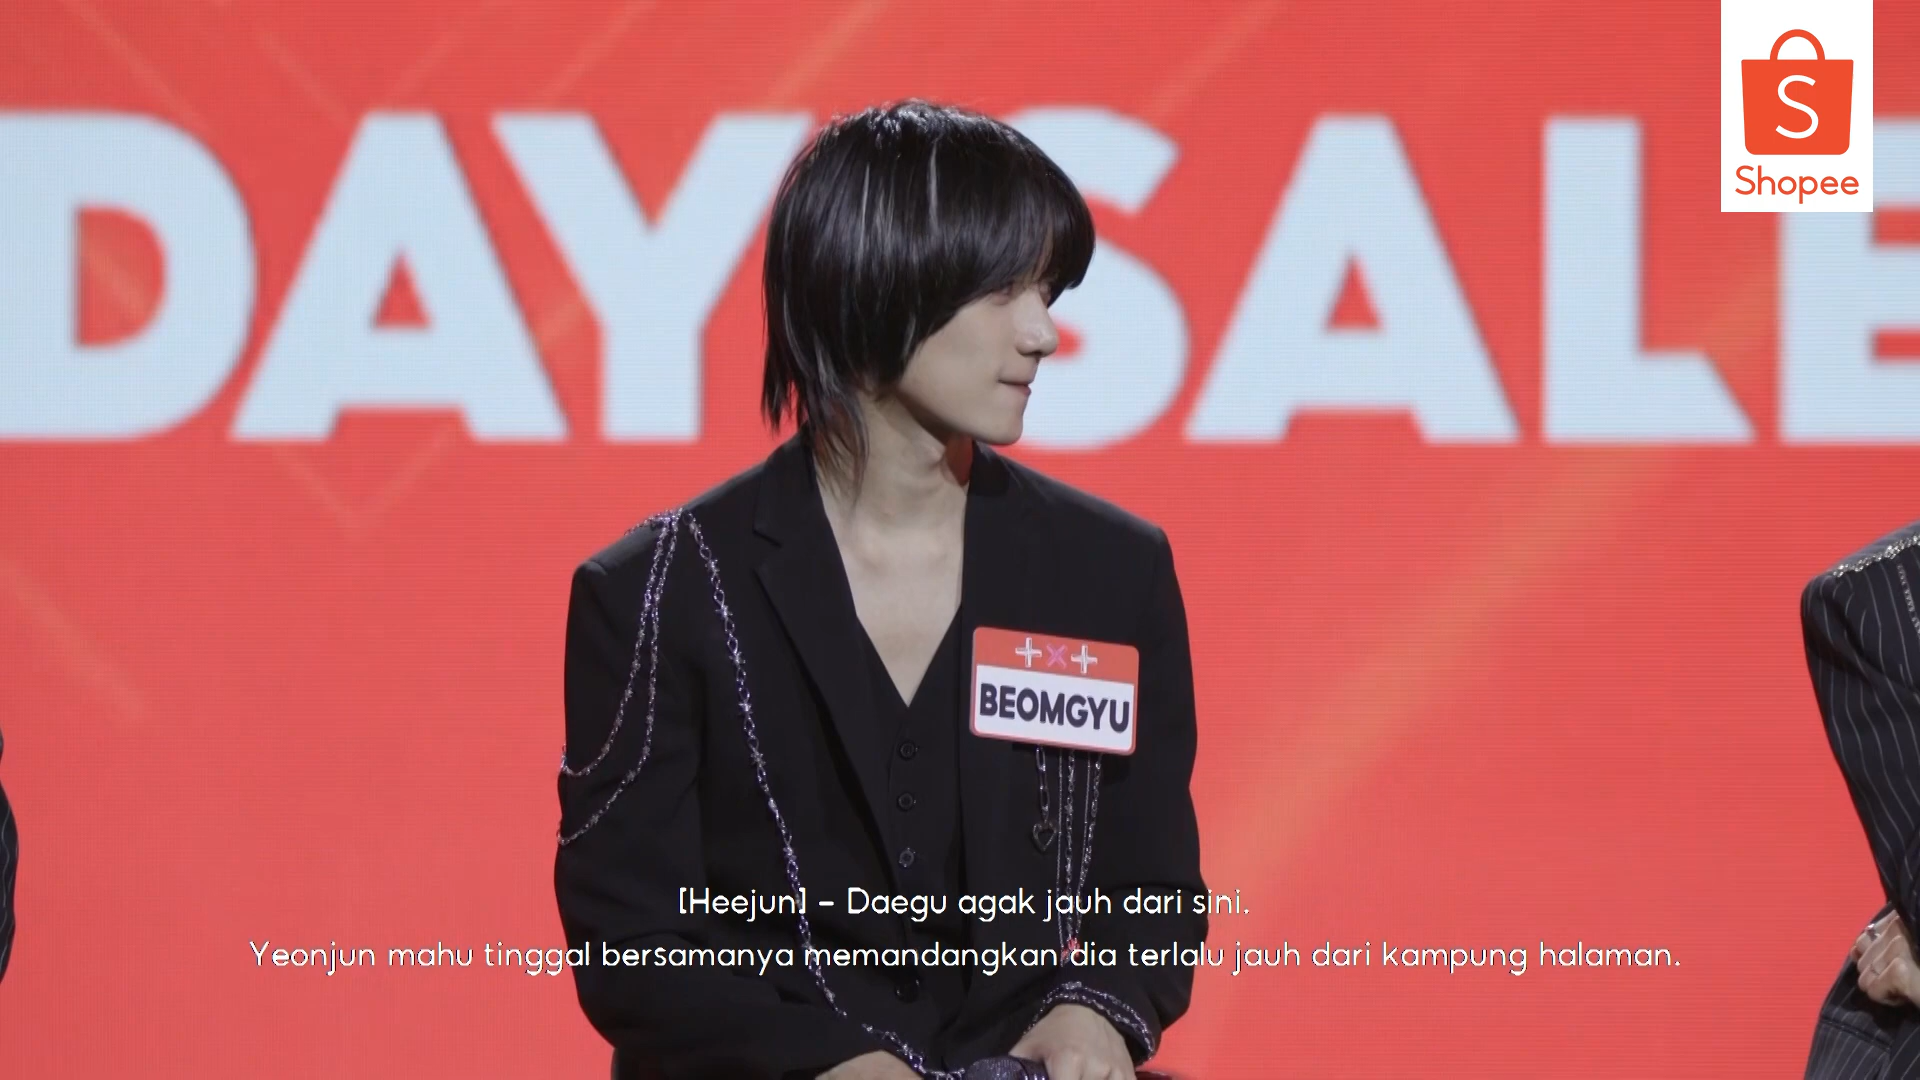 DAY SALE
S
Shopee
+×+
BEOMGYU
[Heejun] - Daegu agak jauh dari sini.
Yeonjun mahu tinggal bersamanya memandangkan dia terlalu jauh dari kampung halaman.